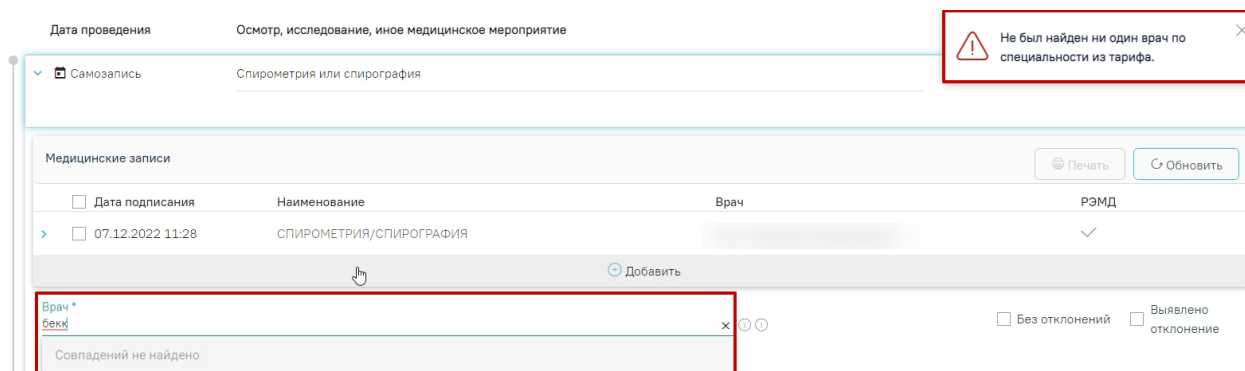 Дата проведения Осмотр, исследование, иное медицинское мероприятие
Не был найден ни один врач по
специальности из тарифа.
Самозапись Спирометрия или спирография
Медицинские записи Печать Обновить
Дата подписания Наименование Врач РЭМД
07.12.2022 11:28 СПИРОМЕТРИЯ/СПИРОГРАФИЯ
Добавить
Врач *
бекк
Без отклонений Выявлено
отклонение
Совпадений не найдено